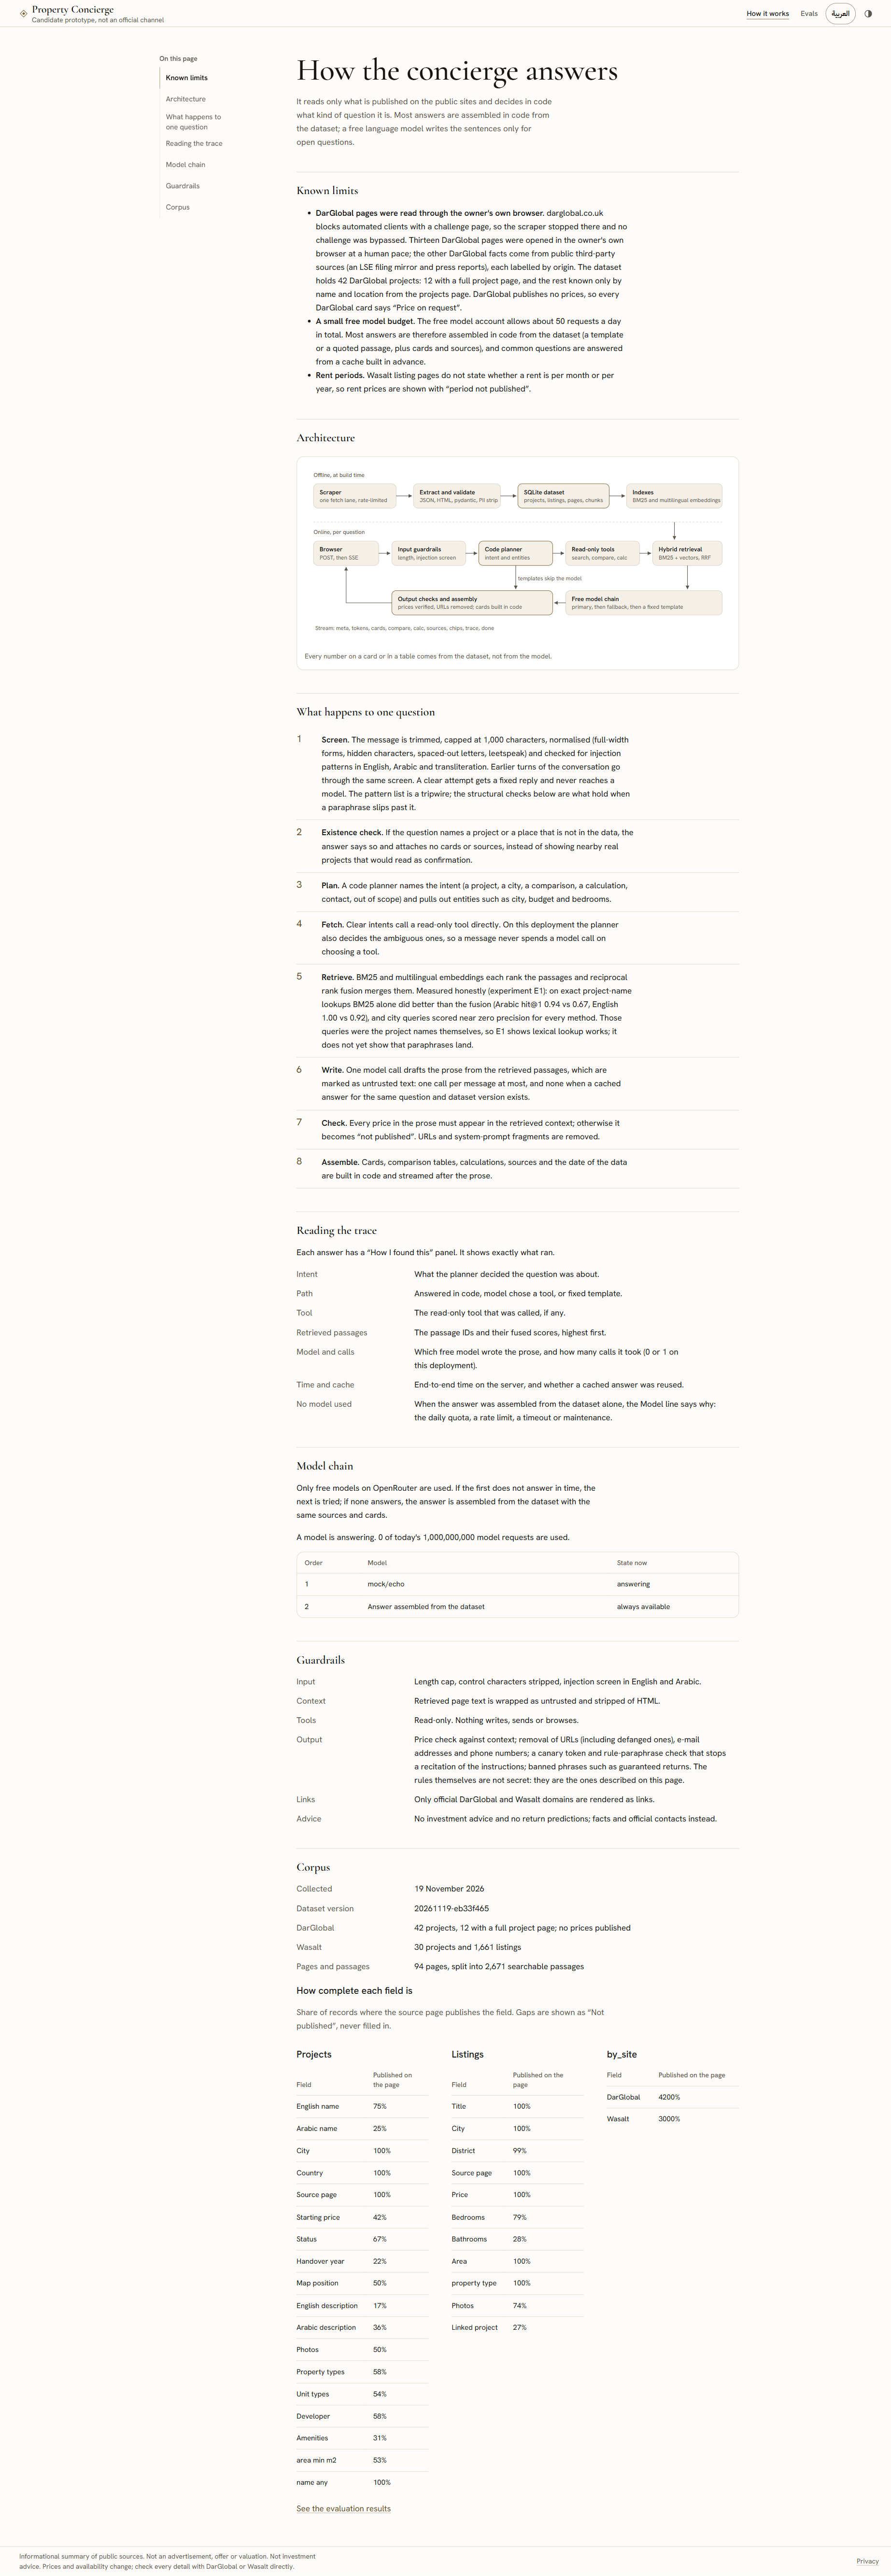 Property Concierge
Candidate prototype, not an official channel
How it works
Evals
العربية
On this page
Known limits
Architecture
What happens to
one question
Reading the trace
Model chain
Guardrails
Corpus
How the concierge answers
It reads only what is published on the public sites and decides in code
what kind of question it is. Most answers are assembled in code from
the dataset; a free language model writes the sentences only for
open questions.
Known limits
• DarGlobal pages were read through the owner's own browser. darglobal.co.uk
blocks automated clients with a challenge page, so the scraper stopped there and no
challenge was bypassed. Thirteen DarGlobal pages were opened in the owner's own
browser at a human pace; the other DarGlobal facts come from public third-party
sources (an LSE filing mirror and press reports), each labelled by origin. The dataset
holds 42 DarGlobal projects: 12 with a full project page, and the rest known only by
name and location from the projects page. DarGlobal publishes no prices, so every
DarGlobal card says “Price on request”.
• A small free model budget. The free model account allows about 50 requests a day
in total. Most answers are therefore assembled in code from the dataset (a template
or a quoted passage, plus cards and sources), and common questions are answered
from a cache built in advance.
• Rent periods. Wasalt listing pages do not state whether a rent is per month or per
year, so rent prices are shown with “period not published”.
Architecture
Offline, at build time
Scraper
one fetch lane, rate-limited
Extract and validate
JSON, HTML, pydantic, PII strip
SQLite dataset
projects, listings, pages, chunks
Indexes
BM25 and multilingual embeddings
Online, per question
Browser
POST, then SSE
Input guardrails
length, injection screen
Code planner
intent and entities
Read-only tools
search, compare, calc
Hybrid retrieval
BM25 + vectors, RRF
templates skip the model
Output checks and assembly
prices verified, URLs removed; cards built in code
Free model chain
primary, then fallback, then a fixed template
Stream: meta, tokens, cards, compare, calc, sources, chips, trace, done
Every number on a card or in a table comes from the dataset, not from the model.
What happens to one question
1 Screen. The message is trimmed, capped at 1,000 characters, normalised (full-width
forms, hidden characters, spaced-out letters, leetspeak) and checked for injection
patterns in English, Arabic and transliteration. Earlier turns of the conversation go
through the same screen. A clear attempt gets a fixed reply and never reaches a
model. The pattern list is a tripwire; the structural checks below are what hold when
a paraphrase slips past it.
2 Existence check. If the question names a project or a place that is not in the data, the
answer says so and attaches no cards or sources, instead of showing nearby real
projects that would read as confirmation.
3 Plan. A code planner names the intent (a project, a city, a comparison, a calculation,
contact, out of scope) and pulls out entities such as city, budget and bedrooms.
4 Fetch. Clear intents call a read-only tool directly. On this deployment the planner
also decides the ambiguous ones, so a message never spends a model call on
choosing a tool.
5 Retrieve. BM25 and multilingual embeddings each rank the passages and reciprocal
rank fusion merges them. Measured honestly (experiment E1): on exact project-name
lookups BM25 alone did better than the fusion (Arabic hit@1 0.94 vs 0.67, English
1.00 vs 0.92), and city queries scored near zero precision for every method. Those
queries were the project names themselves, so E1 shows lexical lookup works; it
does not yet show that paraphrases land.
6 Write. One model call drafts the prose from the retrieved passages, which are
marked as untrusted text: one call per message at most, and none when a cached
answer for the same question and dataset version exists.
7 Check. Every price in the prose must appear in the retrieved context; otherwise it
becomes “not published”. URLs and system-prompt fragments are removed.
8 Assemble. Cards, comparison tables, calculations, sources and the date of the data
are built in code and streamed after the prose.
Reading the trace
Each answer has a “How I found this” panel. It shows exactly what ran.
Intent What the planner decided the question was about.
Path Answered in code, model chose a tool, or fixed template.
Tool The read-only tool that was called, if any.
Retrieved passages The passage IDs and their fused scores, highest first.
Model and calls Which free model wrote the prose, and how many calls it took (0 or 1 on
this deployment).
Time and cache End-to-end time on the server, and whether a cached answer was reused.
No model used When the answer was assembled from the dataset alone, the Model line says why:
the daily quota, a rate limit, a timeout or maintenance.
Model chain
Only free models on OpenRouter are used. If the first does not answer in time, the
next is tried; if none answers, the answer is assembled from the dataset with the
same sources and cards.
A model is answering. 0 of today's 1,000,000,000 model requests are used.
Order Model State now
1 mock/echo answering
2 Answer assembled from the dataset always available
Guardrails
Input Length cap, control characters stripped, injection screen in English and Arabic.
Context Retrieved page text is wrapped as untrusted and stripped of HTML.
Tools Read-only. Nothing writes, sends or browses.
Output Price check against context; removal of URLs (including defanged ones), e-mail
addresses and phone numbers; a canary token and rule-paraphrase check that stops
a recitation of the instructions; banned phrases such as guaranteed returns. The
rules themselves are not secret: they are the ones described on this page.
Links Only official DarGlobal and Wasalt domains are rendered as links.
Advice No investment advice and no return predictions; facts and official contacts instead.
Corpus
Collected 19 November 2026
Dataset version 20261119-eb33f465
DarGlobal 42 projects, 12 with a full project page; no prices published
Wasalt 30 projects and 1,661 listings
Pages and passages 94 pages, split into 2,671 searchable passages
How complete each field is
Share of records where the source page publishes the field. Gaps are shown as “Not
published”, never filled in.
Projects
Field Published on
the page
English name 75%
Arabic name 25%
City 100%
Country 100%
Source page 100%
Starting price 42%
Status 67%
Handover year 22%
Map position 50%
English description 17%
Arabic description 36%
Photos 50%
Property types 58%
Unit types 54%
Developer 58%
Amenities 31%
area min m2 53%
name any 100%
Listings
Field Published on the
page
Title 100%
City 100%
District 99%
Source page 100%
Price 100%
Bedrooms 79%
Bathrooms 28%
Area 100%
property type 100%
Photos 74%
Linked project 27%
by_site
Field Published on the page
DarGlobal 4200%
Wasalt 3000%
See the evaluation results
Informational summary of public sources. Not an advertisement, offer or valuation. Not investment
advice. Prices and availability change; check every detail with DarGlobal or Wasalt directly.
Privacy